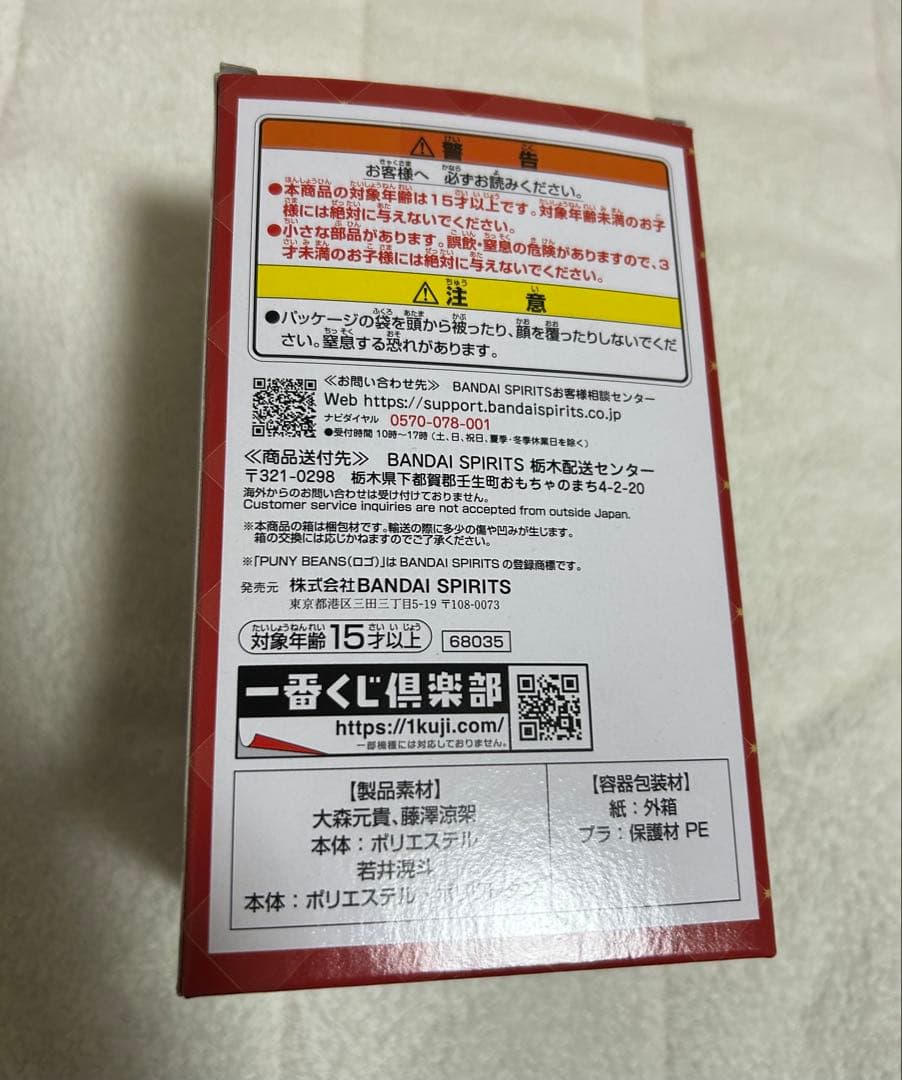 ⚠警告
お客様へ 必ずお読みください。
●本商品の対象年齢は15才以上です。対象年齢未満のお子
様には絶対に与えないでください。
●小さな部品があります。誤飲・窒息の危険がありますので、3
才未満のお子様には絶対に与えないでください。
⚠注意
●パッケージの袋を頭から被ったり、顔を覆ったりしないでくだ
さい。窒息する恐れがあります。
≪お問い合わせ先≫ BANDAI SPIRITSお客様相談センター
Web https://support.bandaispirits.co.jp
ナビダイヤル 0570-078-001
●受付時間 10時〜17時(土、日、祝日、夏季・冬季休業日を除く)
≪商品送付先≫ BANDAI SPIRITS 栃木配送センター
〒321-0298 栃木県下都賀郡壬生町おもちゃのまち4-2-20
海外からのお問い合わせは受け付けておりません。
Customer service inquiries are not accepted from outside Japan.
※本商品の箱は梱包材です。輸送の際に多少の傷や凹みが生じます。
箱の交換には応じかねますのでご了承ください。
※「PUNY BEANS(ロゴ)」はBANDAI SPIRITS の登録商標です。
発売元 株式会社BANDAI SPIRITS
東京都港区三田三丁目5-19 〒108-0073
対象年齢15才以上 68035
一番くじ倶楽部
https://1kuji.com/
一部機種には対応しておりません。
【製品素材】
大森元貴、藤澤涼架
本体：ポリエステル
若井滉斗
本体：ポリエステル・ポリウレタン
【容器包装材】
紙：外箱
プラ：保護材 PE